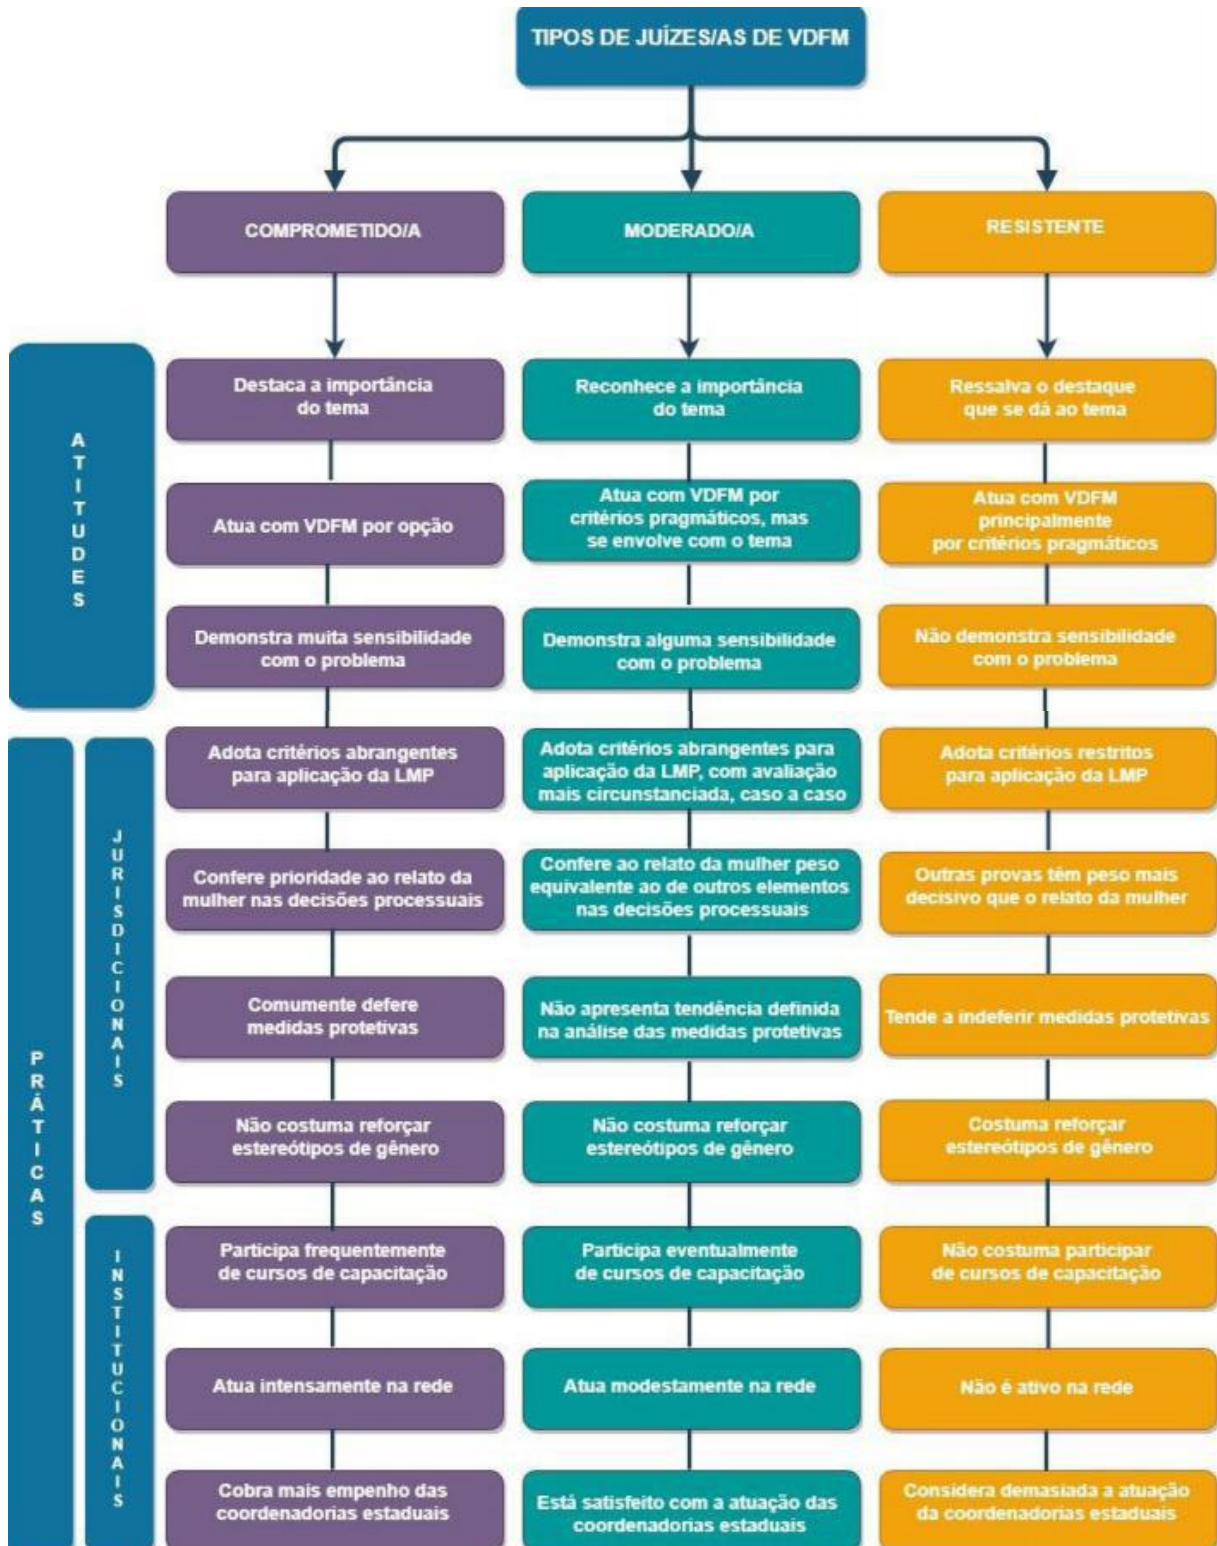 TIPOS DE JUÍZES/AS DE VDFM
COMPROMETIDO/A
MODERADO/A
RESISTENTE
ATITUDES
Destaca a importância
do tema
Reconhece a importância
do tema
Ressalva o destaque
que se dá ao tema
Atua com VDFM por opção
Atua com VDFM por
critérios pragmáticos, mas
se envolve com o tema
Atua com VDFM
principalmente
por critérios pragmáticos
Demonstra muita sensibilidade
com o problema
Demonstra alguma sensibilidade
com o problema
Não demonstra sensibilidade
com o problema
PRÁTICAS
JURISDICIONAIS
Adota critérios abrangentes
para aplicação da LMP
Adota critérios abrangentes para
aplicação da LMP, com avaliação
mais circunstanciada, caso a caso
Adota critérios restritos
para aplicação da LMP
Confere prioridade ao relato da
mulher nas decisões processuais
Confere ao relato da mulher peso
equivalente ao de outros elementos
nas decisões processuais
Outras provas têm peso mais
decisivo que o relato da mulher
Comumente defere
medidas protetivas
Não apresenta tendência definida
na análise das medidas protetivas
Tende a indeferir medidas protetivas
Não costuma reforçar
estereótipos de gênero
Não costuma reforçar
estereótipos de gênero
Costuma reforçar
estereótipos de gênero
INSTITUCIONAIS
Participa frequentemente
de cursos de capacitação
Participa eventualmente
de cursos de capacitação
Não costuma participar
de cursos de capacitação
Atua intensamente na rede
Atua modestamente na rede
Não é ativo na rede
Cobra mais empenho das
coordenadorias estaduais
Está satisfeito com a atuação das
coordenadorias estaduais
Considera demasiada a atuação
da coordenadorias estaduais